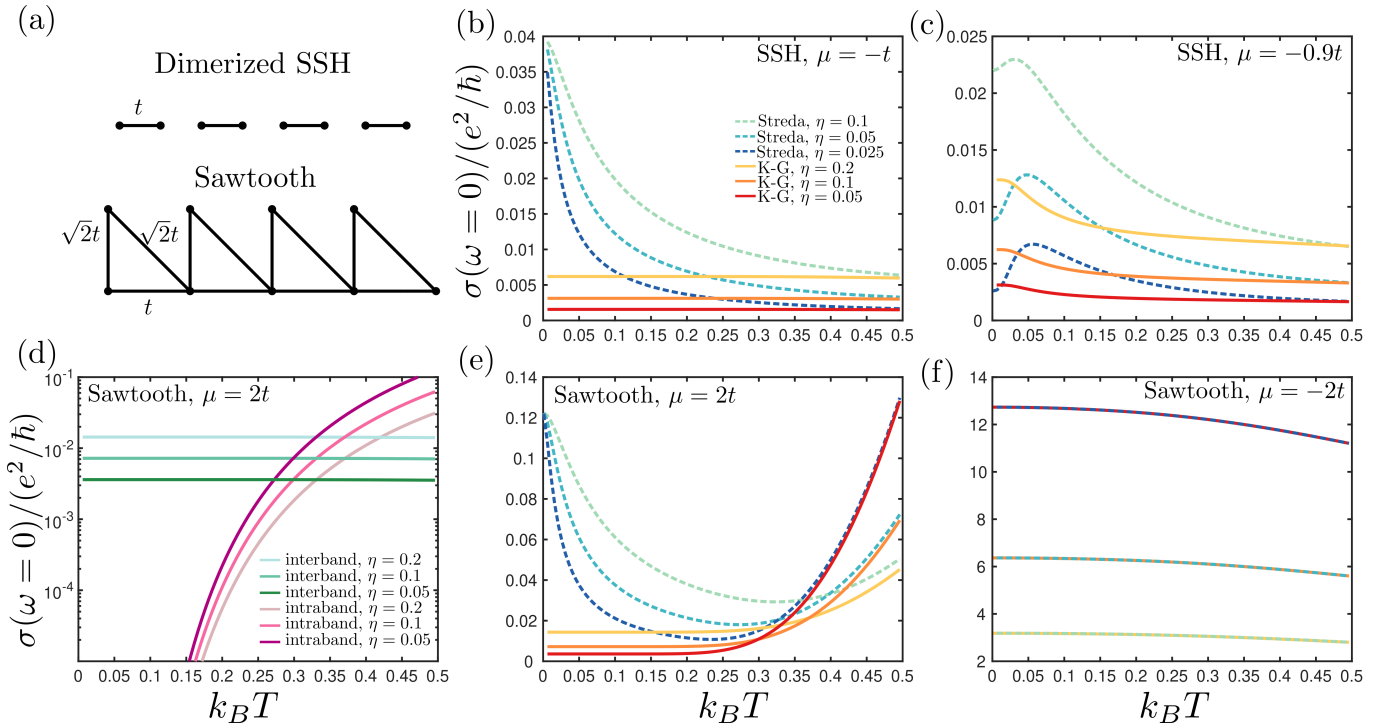 (a)
Dimerized SSH
t
Sawtooth
√2t
√2t
t
(b)
σ(ω = 0)/(e²/ℏ)
0.04
0.035
0.03
0.025
0.02
0.015
0.01
0.005
0
SSH, μ = −t
Streda, η = 0.1
Streda, η = 0.05
Streda, η = 0.025
K-G, η = 0.2
K-G, η = 0.1
K-G, η = 0.05
0 0.05 0.1 0.15 0.2 0.25 0.3 0.35 0.4 0.45 0.5
(c)
0.025
0.02
0.015
0.01
0.005
0
SSH, μ = −0.9t
0 0.05 0.1 0.15 0.2 0.25 0.3 0.35 0.4 0.45 0.5
(d)
σ(ω = 0)/(e²/ℏ)
10⁻¹
10⁻²
10⁻³
10⁻⁴
Sawtooth, μ = 2t
interband, η = 0.2
interband, η = 0.1
interband, η = 0.05
intraband, η = 0.2
intraband, η = 0.1
intraband, η = 0.05
0 0.05 0.1 0.15 0.2 0.25 0.3 0.35 0.4 0.45 0.5
k_BT
(e)
0.14
0.12
0.1
0.08
0.06
0.04
0.02
0
Sawtooth, μ = 2t
0 0.05 0.1 0.15 0.2 0.25 0.3 0.35 0.4 0.45 0.5
k_BT
(f)
14
12
10
8
6
4
2
Sawtooth, μ = −2t
0 0.05 0.1 0.15 0.2 0.25 0.3 0.35 0.4 0.45 0.5
k_BT